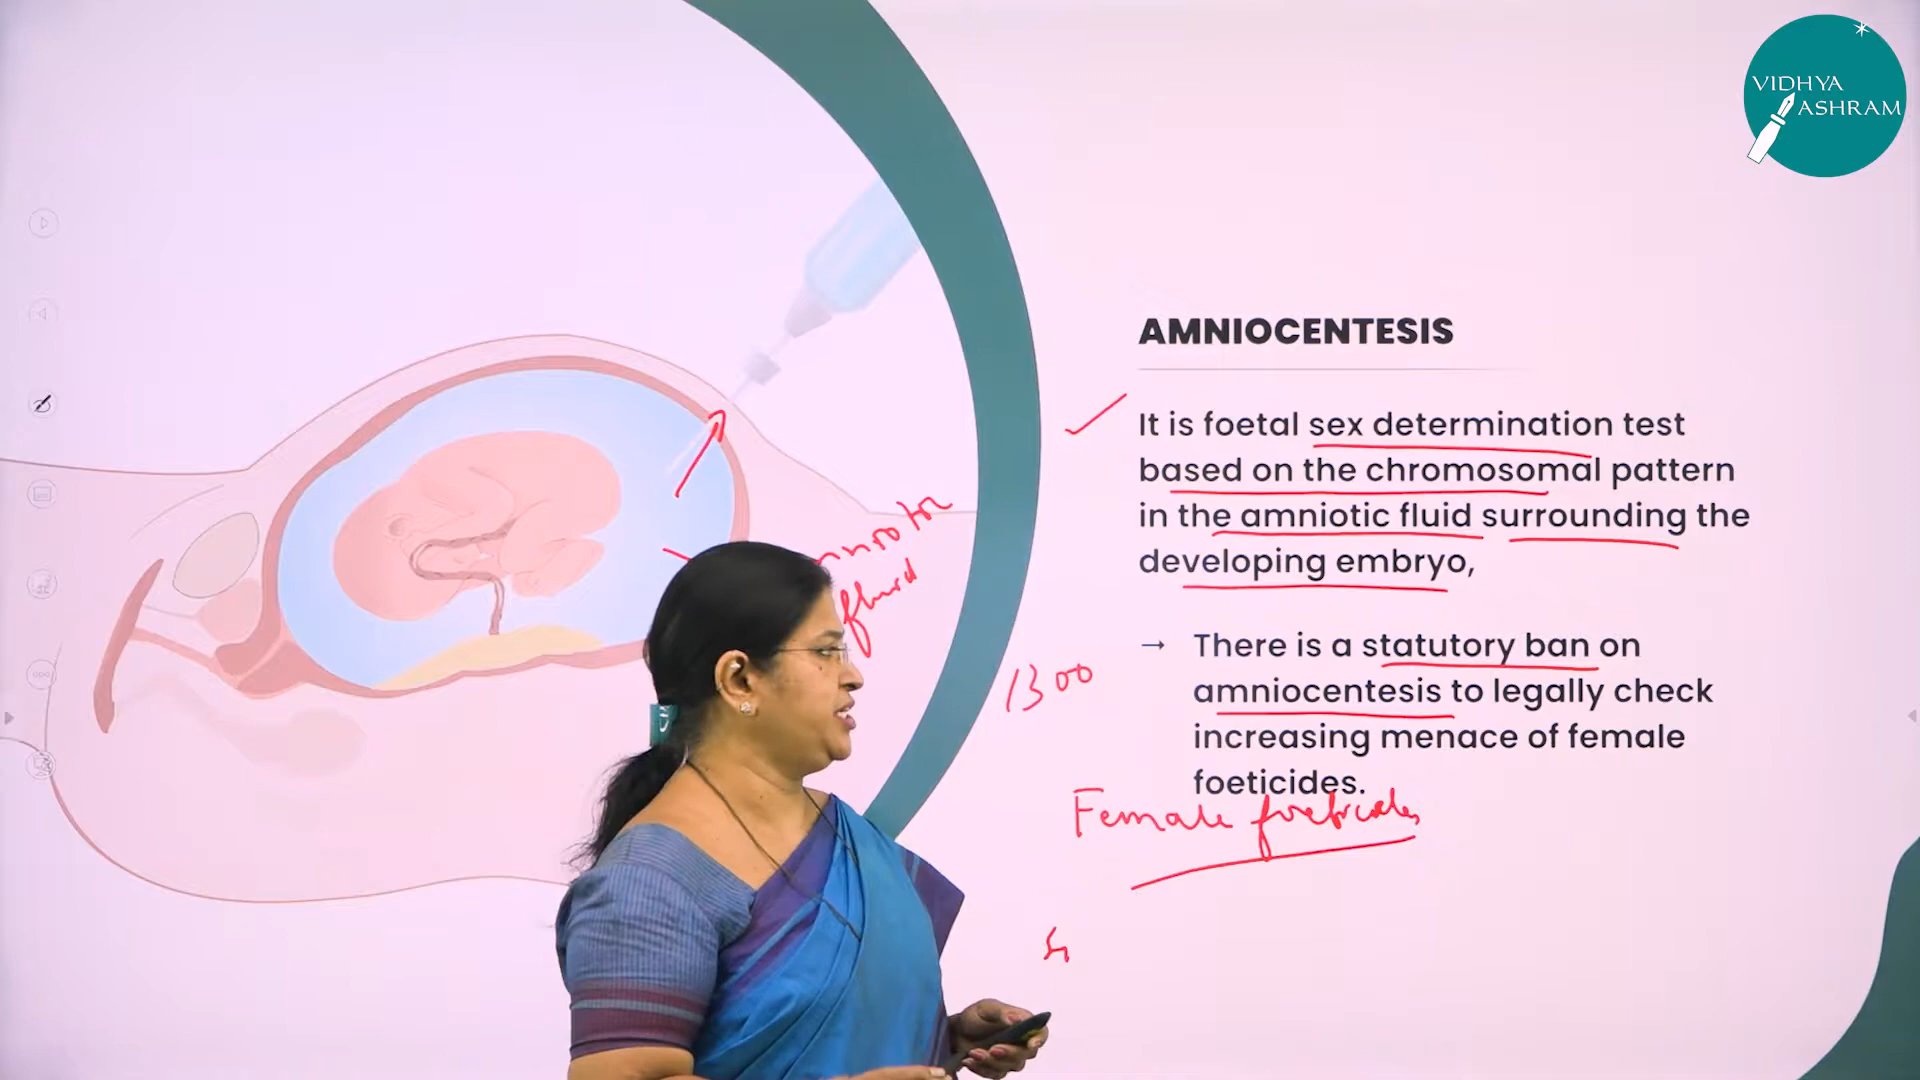 VIDHYA
ASHRAM
AMNIOCENTESIS
It is foetal sex determination test
based on the chromosomal pattern
in the amniotic fluid surrounding the
developing embryo,
→ There is a statutory ban on
amniocentesis to legally check
increasing menace of female
foeticides.
fluid
1300
Female foeticides